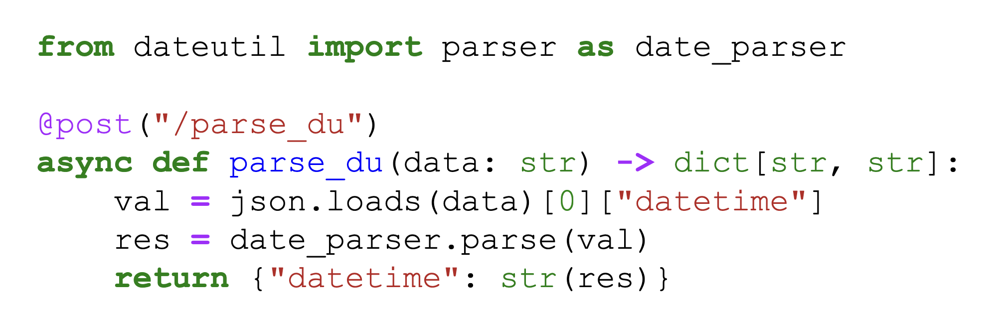 from dateutil import parser as date_parser
@post("/parse_du")
async def parse_du(data: str) -> dict[str, str]:
    val = json.loads(data)[0]["datetime"]
    res = date_parser.parse(val)
    return {"datetime": str(res)}